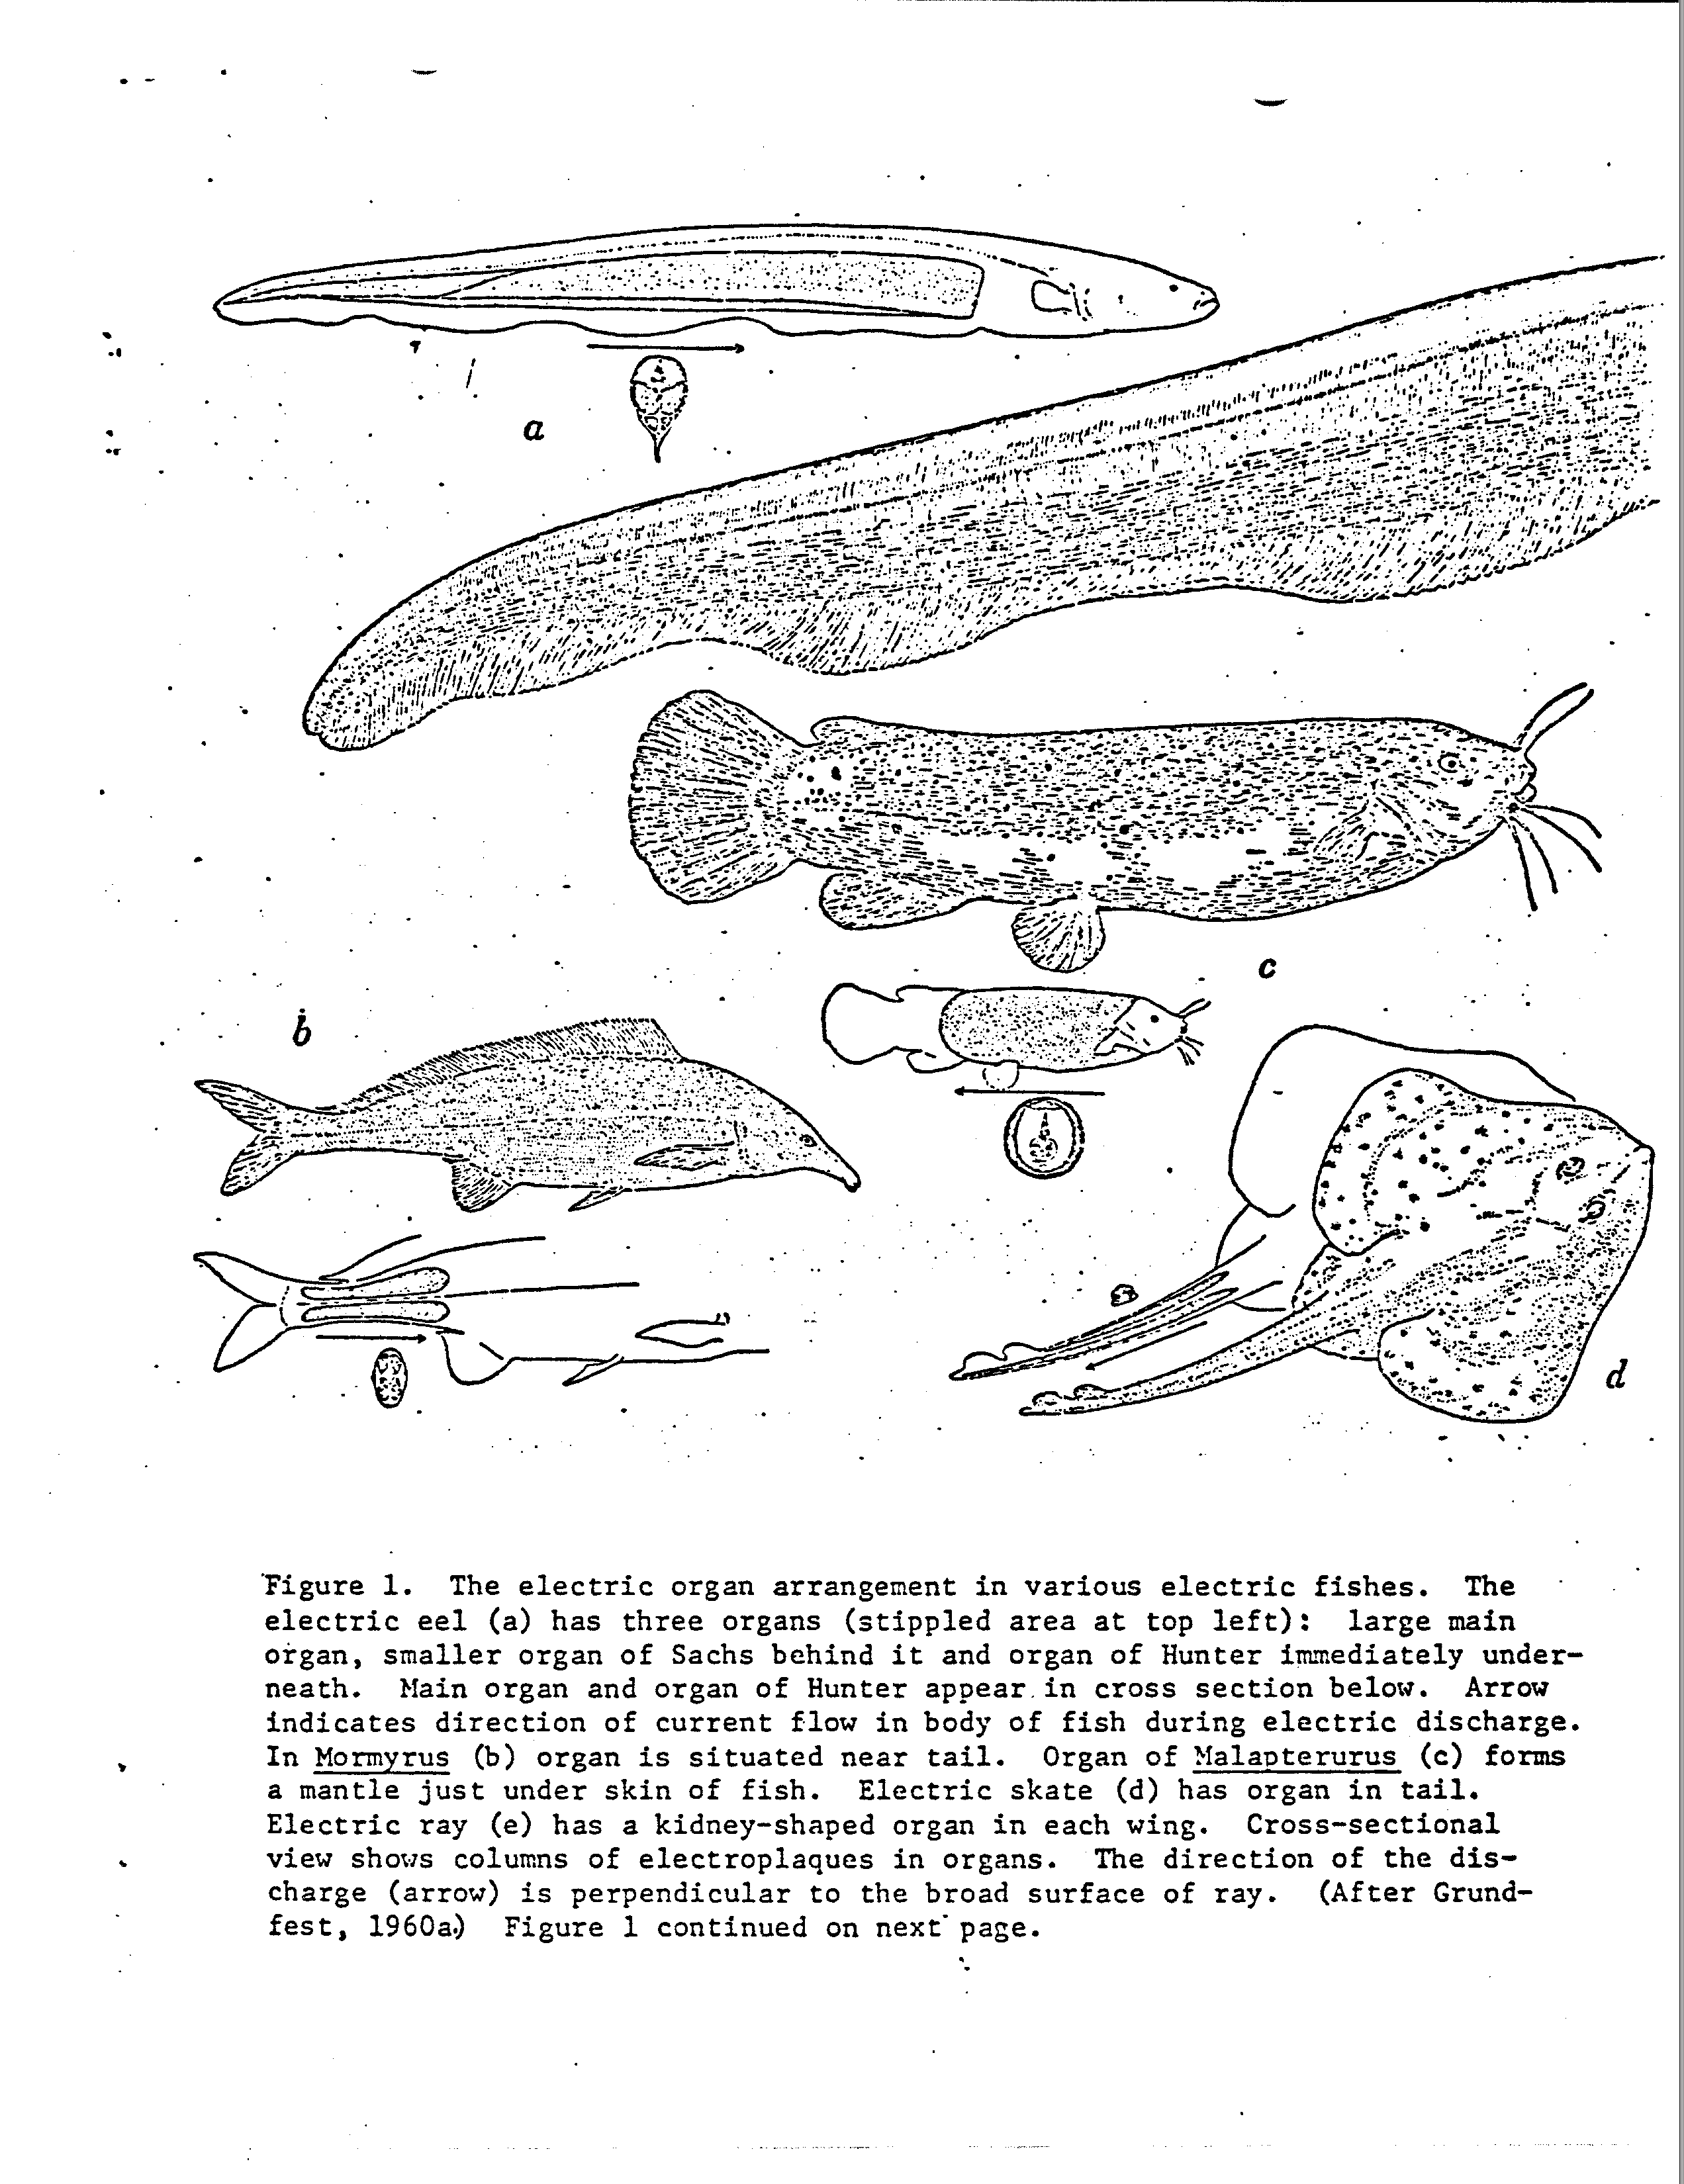 a
c
b
d
Figure 1. The electric organ arrangement in various electric fishes. The
electric eel (a) has three organs (stippled area at top left): large main
organ, smaller organ of Sachs behind it and organ of Hunter immediately under-
neath. Main organ and organ of Hunter appear in cross section below. Arrow
indicates direction of current flow in body of fish during electric discharge.
In Mormyrus (b) organ is situated near tail. Organ of Malapterurus (c) forms
a mantle just under skin of fish. Electric skate (d) has organ in tail.
Electric ray (e) has a kidney-shaped organ in each wing. Cross-sectional
view shows columns of electroplaques in organs. The direction of the dis-
charge (arrow) is perpendicular to the broad surface of ray. (After Grund-
fest, 1960a) Figure 1 continued on next page.